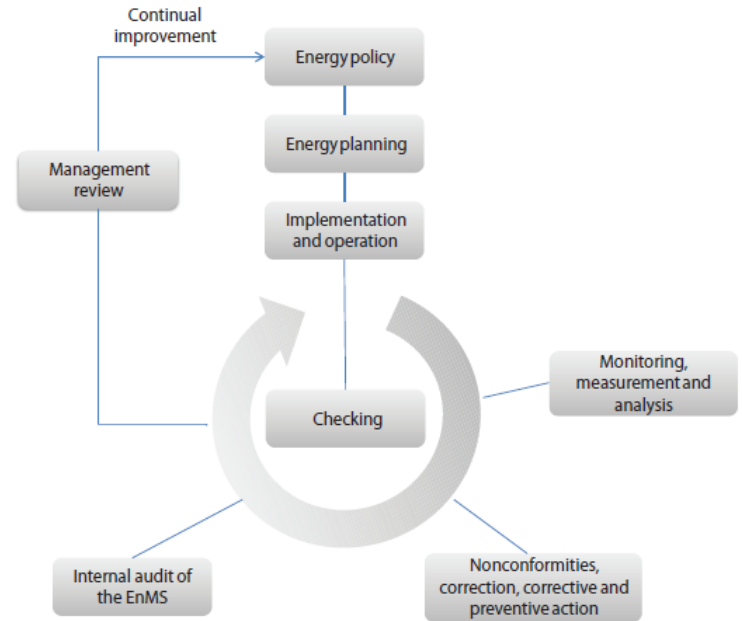 Continual
improvement
Energy policy
Energy planning
Management
review
Implementation
and operation
Monitoring,
measurement and
analysis
Checking
Internal audit of
the EnMS
Nonconformities,
correction, corrective and
preventive action